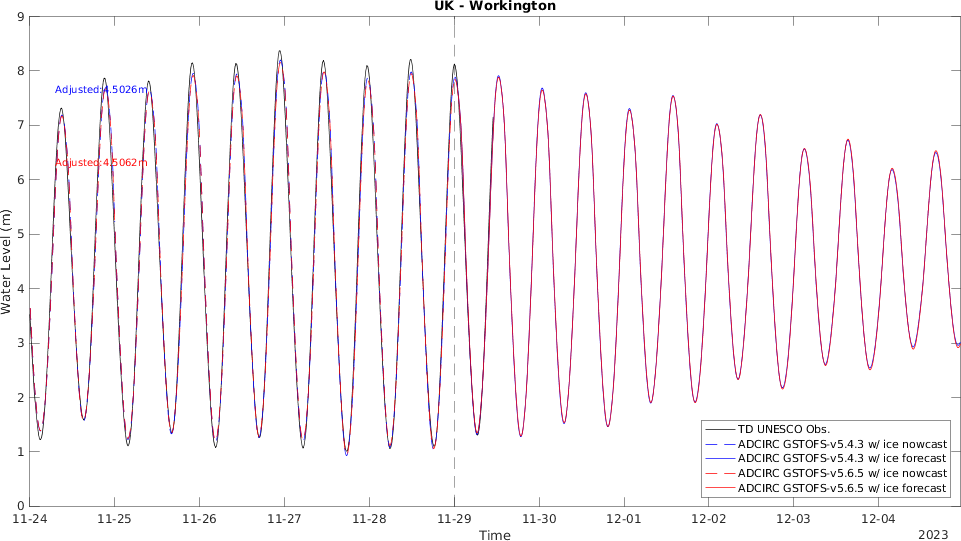 UK - Workington
9
8
7
6
5
4
3
2
1
0
Water Level (m)
Adjusted:4.5026m
Adjusted:4.5062m
TD UNESCO Obs.
ADCIRC GSTOFS-v5.4.3 w/ ice nowcast
ADCIRC GSTOFS-v5.4.3 w/ ice forecast
ADCIRC GSTOFS-v5.6.5 w/ ice nowcast
ADCIRC GSTOFS-v5.6.5 w/ ice forecast
11-24 11-25 11-26 11-27 11-28 11-29 11-30 12-01 12-02 12-03 12-04
Time
2023